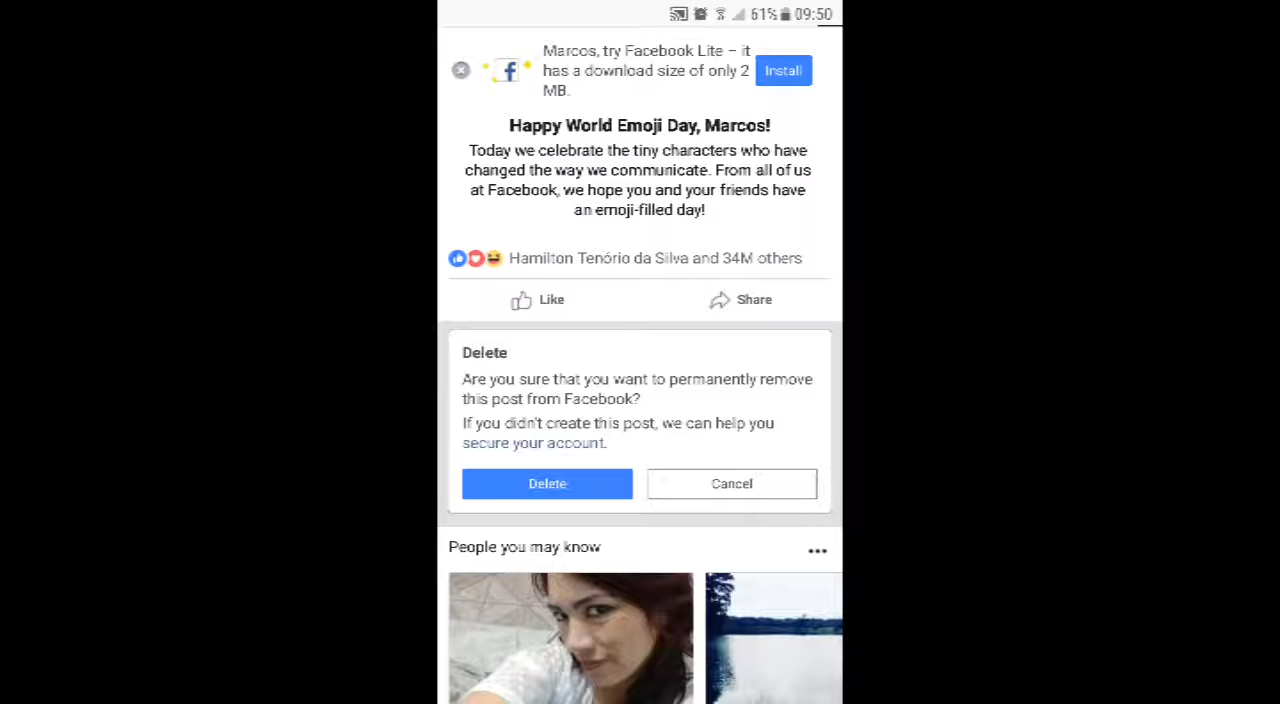 61% 09:50
Marcos, try Facebook Lite – it
has a download size of only 2
MB.
Install
Happy World Emoji Day, Marcos!
Today we celebrate the tiny characters who have
changed the way we communicate. From all of us
at Facebook, we hope you and your friends have
an emoji-filled day!
Hamilton Tenório da Silva and 34M others
Like
Share
Delete
Are you sure that you want to permanently remove
this post from Facebook?
If you didn't create this post, we can help you
secure your account.
Delete
Cancel
People you may know